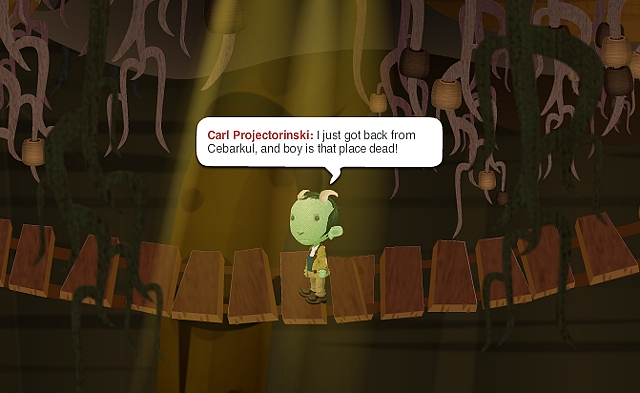 Carl Projectorinski: I just got back from
Cebarkul, and boy is that place dead!